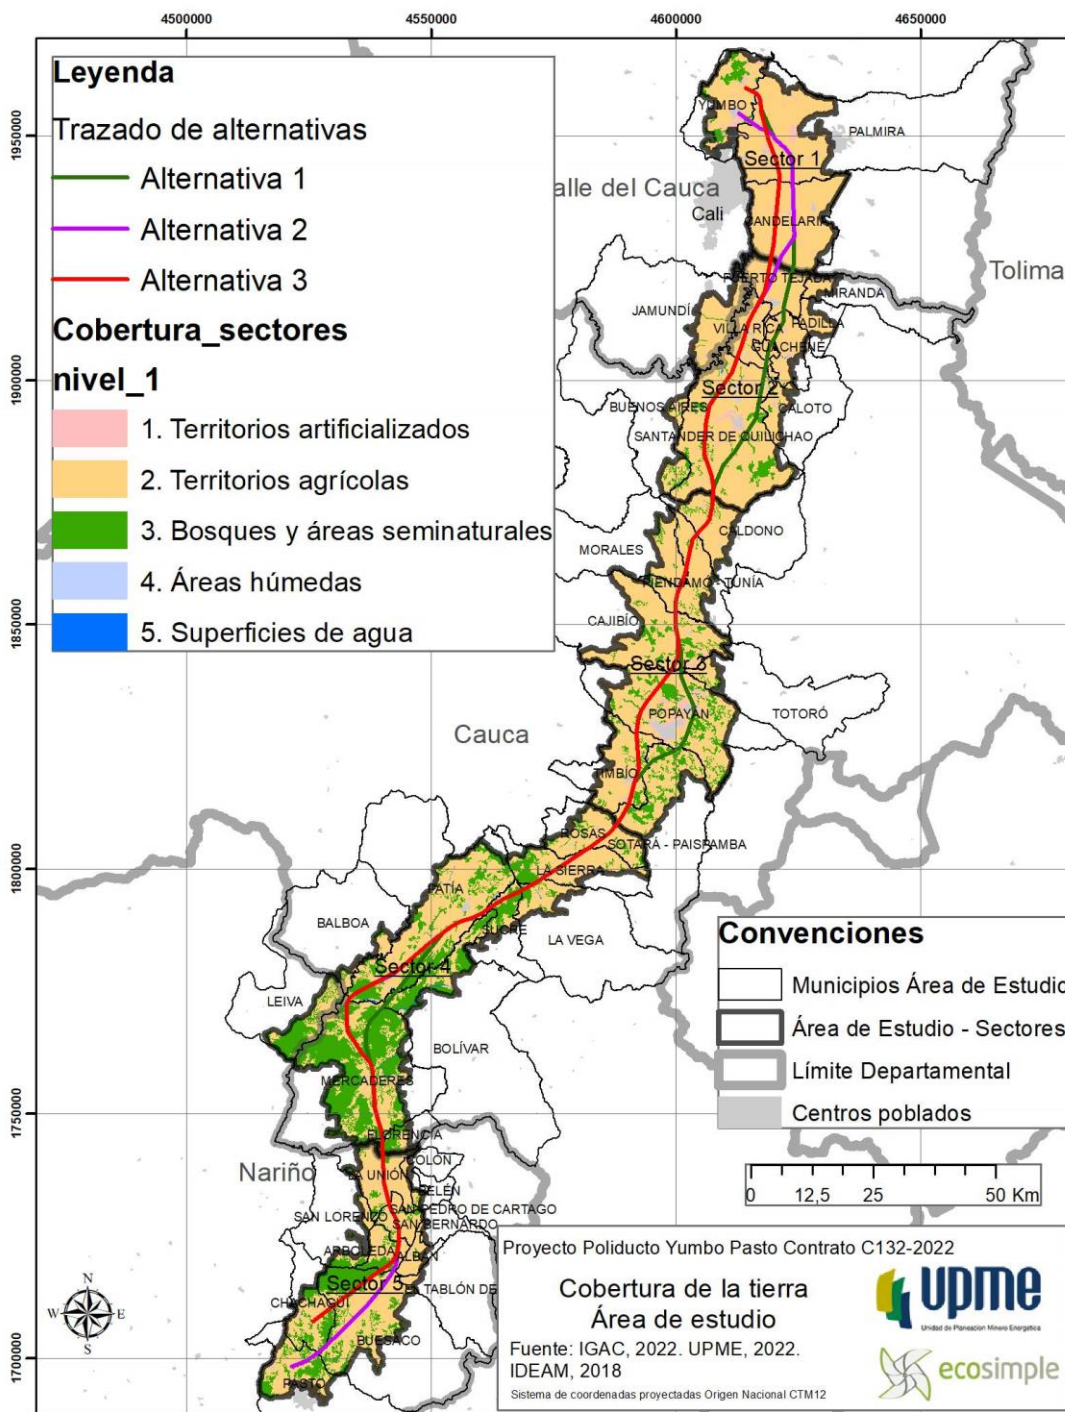 4500000
4550000
4600000
4650000
1950000
1900000
1850000
1800000
1750000
1700000
Leyenda
Trazado de alternativas
Alternativa 1
Alternativa 2
Alternativa 3
Cobertura_sectores
nivel_1
1. Territorios artificializados
2. Territorios agrícolas
3. Bosques y áreas seminaturales
4. Áreas húmedas
5. Superficies de agua
YUMBO
PALMIRA
Sector 1
alle del Cauca
Cali
CANDELARIA
Tolima
PUERTO TEJADA
MIRANDA
JAMUNDÍ
VILLA RICA
PADILLA
GUACHENÉ
Sector 2
BUENOS AIRES
CALOTO
SANTANDER DE QUILICHAO
CALDONO
MORALES
PIENDAMÓ - TUNÍA
CAJIBÍO
Sector 3
POPAYÁN
TOTORÓ
Cauca
TIMBÍO
ROSAS
SOTARÁ - PAISPAMBA
LA SIERRA
PATÍA
BALBOA
SUCRE
LA VEGA
Sector 4
LEIVA
BOLÍVAR
MERCADERES
FLORENCIA
Nariño
COLÓN
LA UNIÓN
BELÉN
SAN PEDRO DE CARTAGO
SAN LORENZO
SAN BERNARDO
ARBOLEDA
ALBÁN
Sector 5
EL TABLÓN DE
CHACHAGÜÍ
BUESACO
PASTO
Convenciones
Municipios Área de Estudio
Área de Estudio - Sectores
Límite Departamental
Centros poblados
0 12,5 25 50 Km
N
W E
S
Proyecto Poliducto Yumbo Pasto Contrato C132-2022
Cobertura de la tierra
Área de estudio
Fuente: IGAC, 2022. UPME, 2022.
IDEAM, 2018
Sistema de coordenadas proyectadas Origen Nacional CTM12
upme
Unidad de Planeación Minero Energética
ecosimple